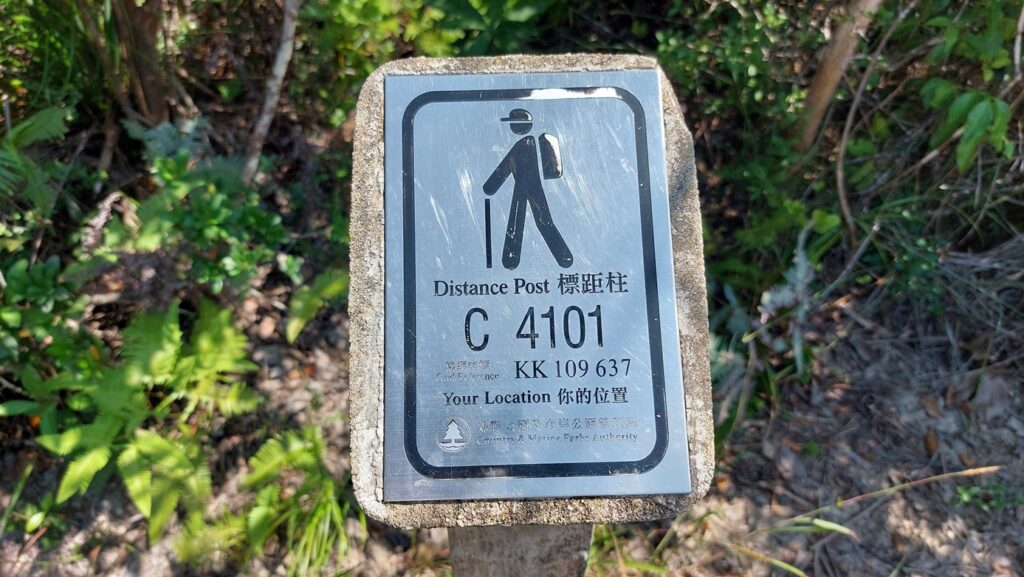 Distance Post 標距柱
C 4101
Grid Reference KK 109 637
Your Location 你的位置
Country & Marine Parks Authority